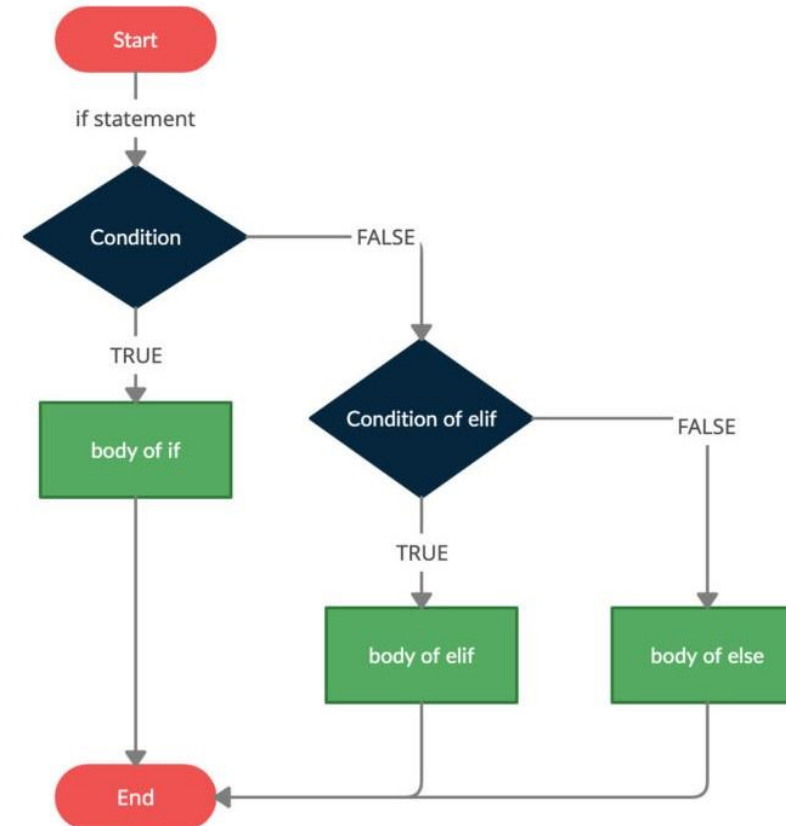 Start
if statement
Condition
FALSE
TRUE
body of if
Condition of elif
FALSE
TRUE
body of elif
body of else
End